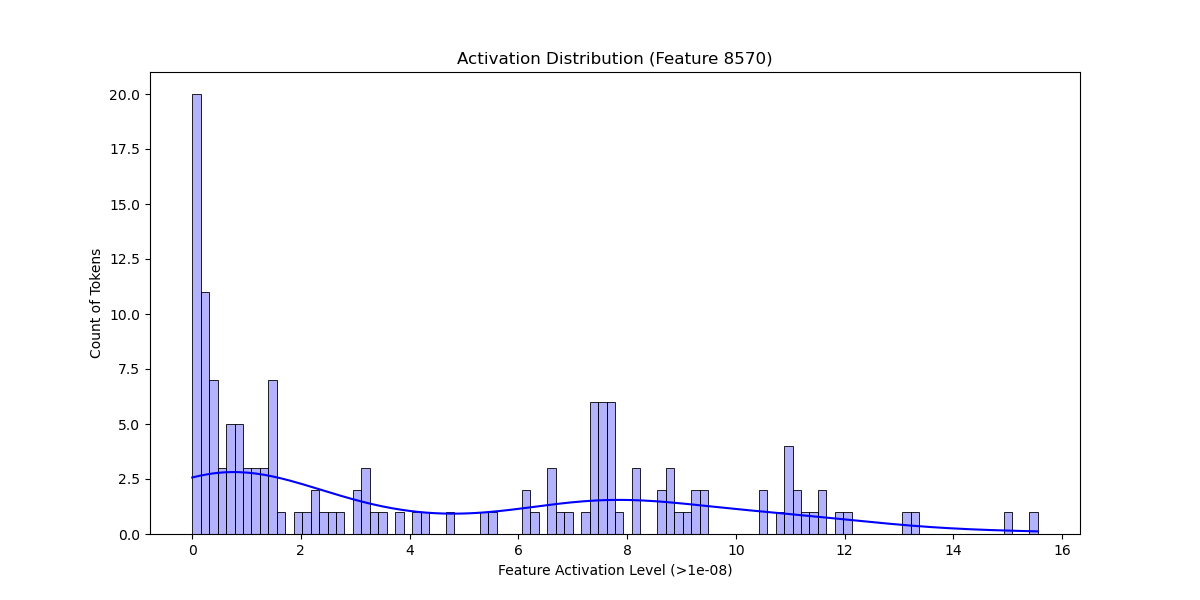 Activation Distribution (Feature 8570)
20.0
17.5
15.0
12.5
10.0
7.5
5.0
2.5
0.0
Count of Tokens
0 2 4 6 8 10 12 14 16
Feature Activation Level (>1e-08)